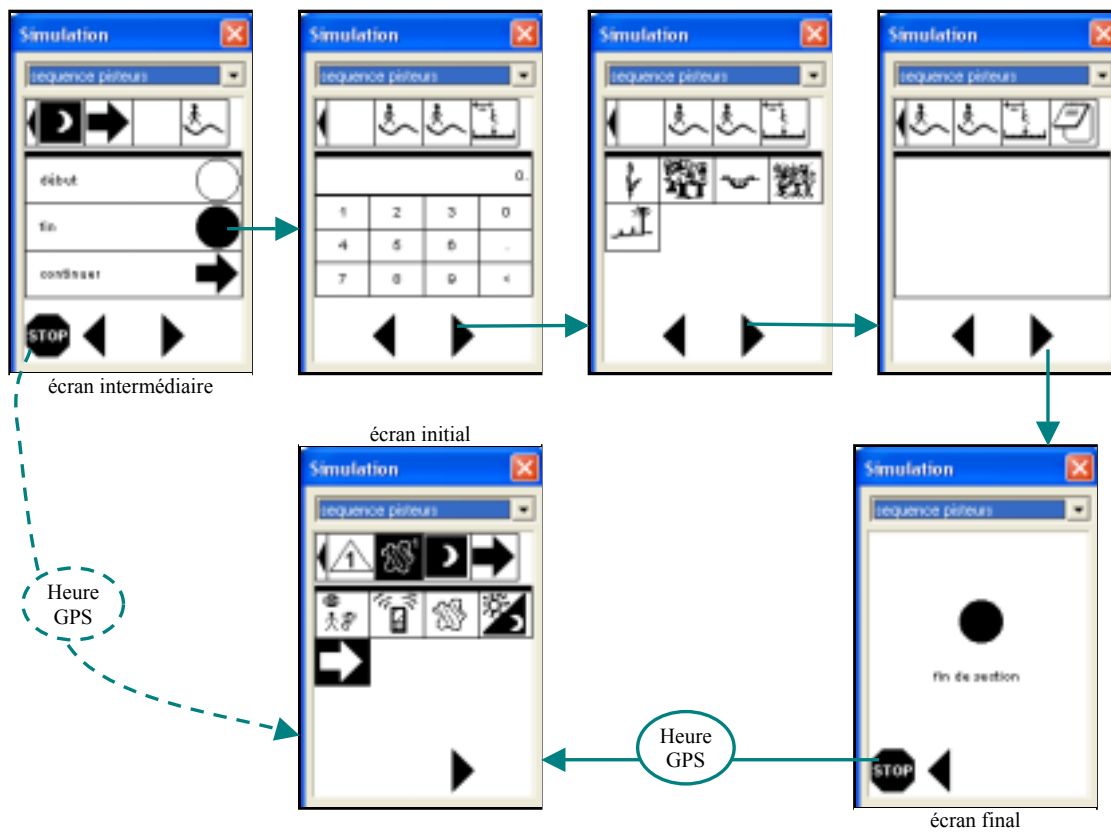 Simulation
sequence pisteurs
début
fin
continuer
STOP
écran intermédiaire
Simulation
sequence pisteurs
0.
1 2 3 0
4 5 6 .
7 8 9 <
Simulation
sequence pisteurs
Simulation
sequence pisteurs
Heure
GPS
écran initial
Simulation
sequence pisteurs
1
Heure
GPS
Simulation
sequence pisteurs
fin de section
STOP
écran final